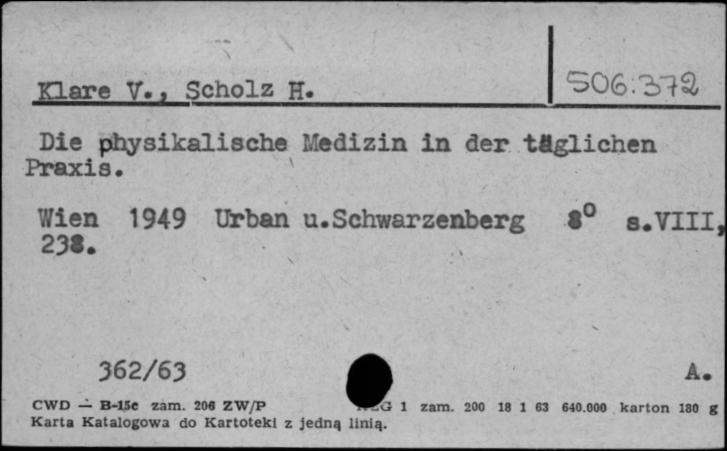 Klare V., Scholz H.
506.372
Die physikalische Medizin in der täglichen
Praxis.
Wien 1949 Urban u.Schwarzenberg 8° s.VIII,
238.
362/63
A.
CWD — B-15c zam. 206 ZW/P 1 zam. 200 18 1 63 640.000 karton 180 g
Karta Katalogowa do Kartoteki z jedną linią.